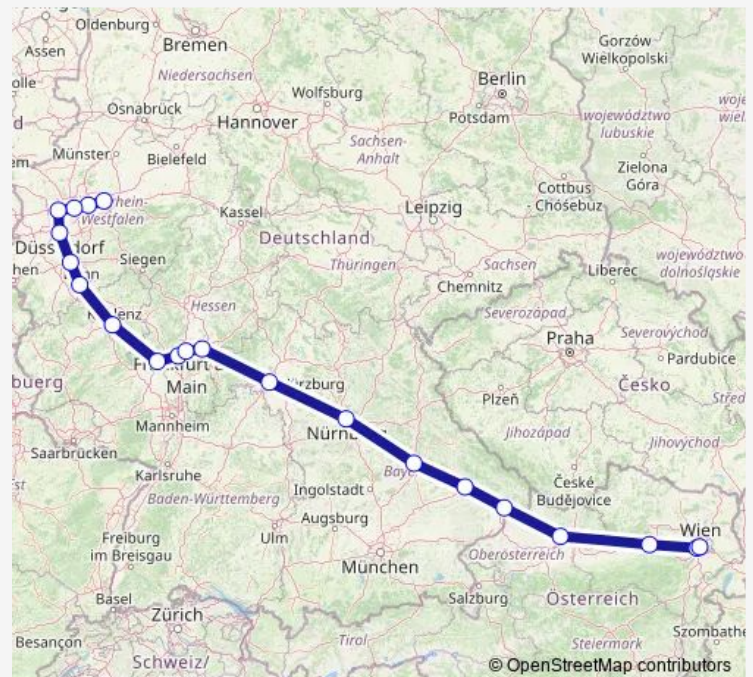 Oldenburg
Assen
Bremen
Gorzów
Wielkopolski
Niedersachsen
Wolfsburg
Berlin
Osnabrück
Hannover
Potsdam
województwo
lubuskie
Sachsen-
Anhalt
Münster
Bielefeld
Zielona
Góra
Cottbus
- Chóśebuz
Westfalen
Kassel
Leipzig
Deutschland
Siegen
Thüringen
Sachsen
Liberec
województwo
dolnośląskie
Chemnitz
Hessen
Severozápad
Severovýchod
Praha
Pardubice
Main
Plzeň
Česko
Mannheim
Jihozápad
Jihovýchod
Saarbrücken
Karlsruhe
Ingolstadt
České
Budějovice
Baden-Württemberg
Augsburg
Wien
Freiburg
im Breisgau
Ulm
München
Oberösterreich
Basel
Salzburg
Österreich
Zürich
Besançon
Tirol
Steiermark
Schweiz/
© OpenStreetMap contributors